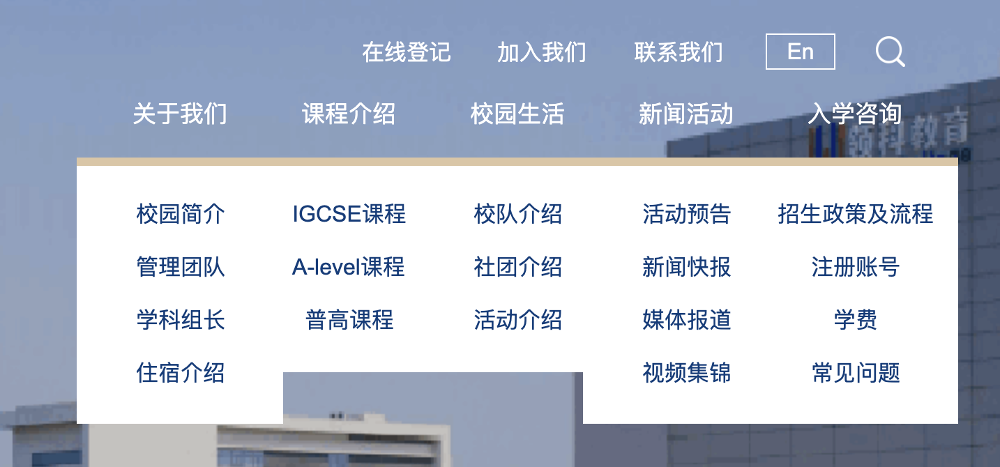 在线登记 加入我们 联系我们 En
关于我们 课程介绍 校园生活 新闻活动 入学咨询
领科教育
校园简介 IGCSE课程 校队介绍 活动预告 招生政策及流程
管理团队 A-level课程 社团介绍 新闻快报 注册账号
学科组长 普高课程 活动介绍 媒体报道 学费
住宿介绍 视频集锦 常见问题